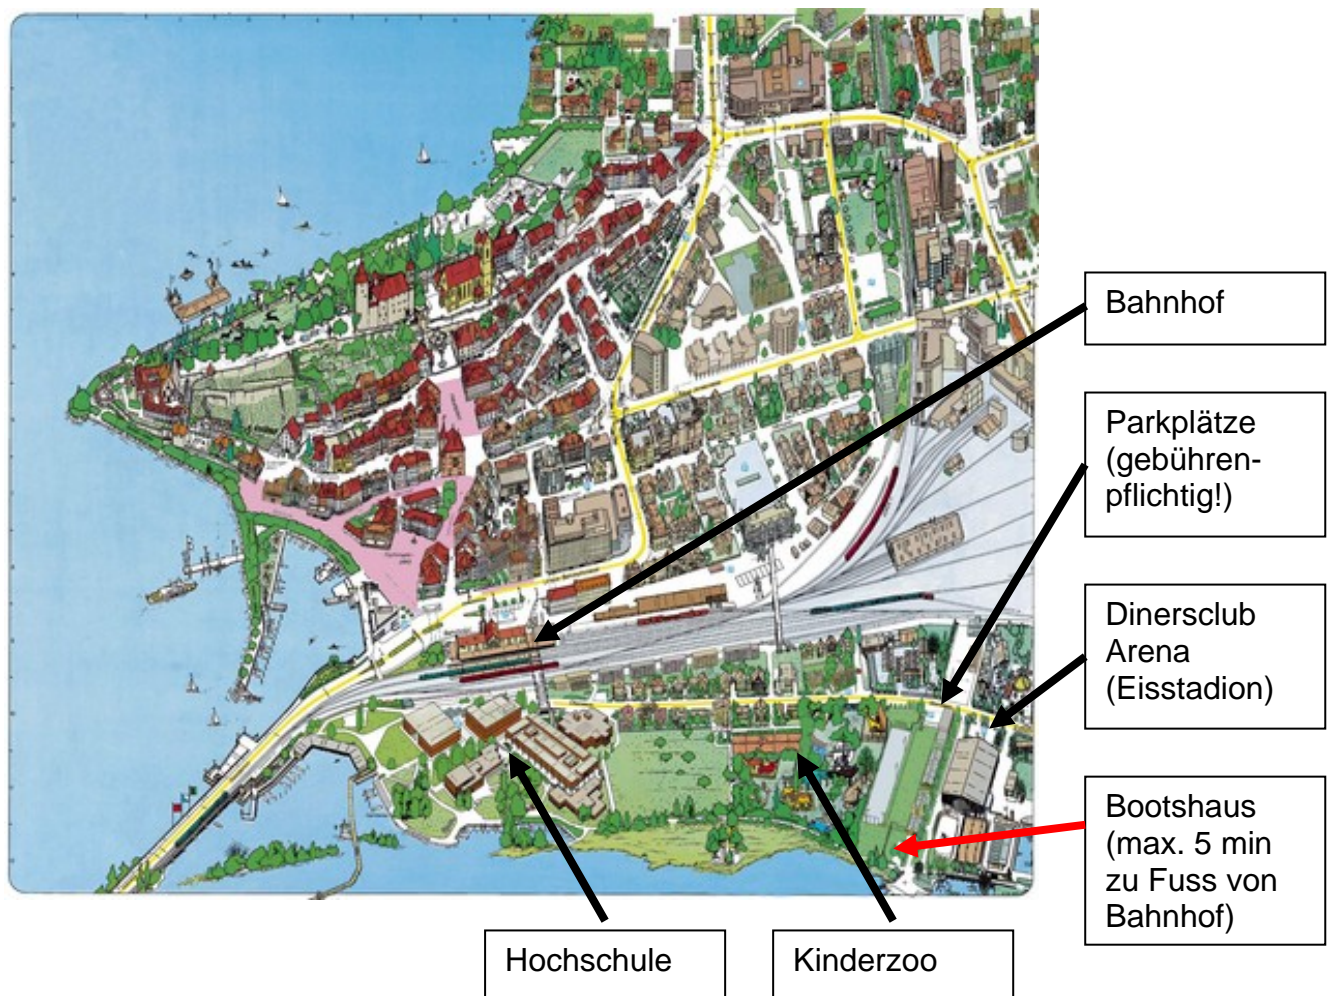 Bahnhof
Parkplätze
(gebühren-
pflichtig!)
Dinersclub
Arena
(Eisstadion)
Bootshaus
(max. 5 min
zu Fuss von
Bahnhof)
Hochschule
Kinderzoo